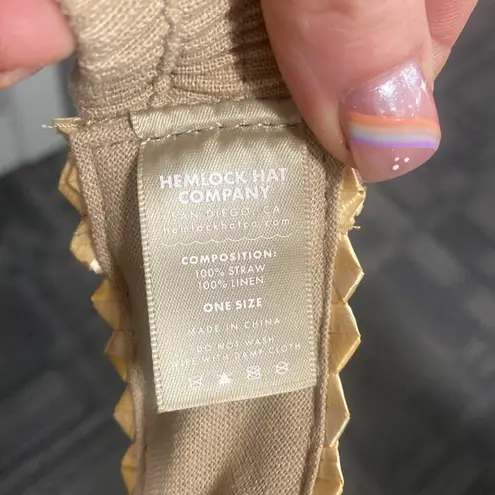 HEMLOCK HAT
COMPANY
SAN DIEGO, CA
hemlockhatco.com
COMPOSITION:
100% STRAW
100% LINEN
ONE SIZE
MADE IN CHINA
DO NOT WASH
WIPE WITH DAMP CLOTH